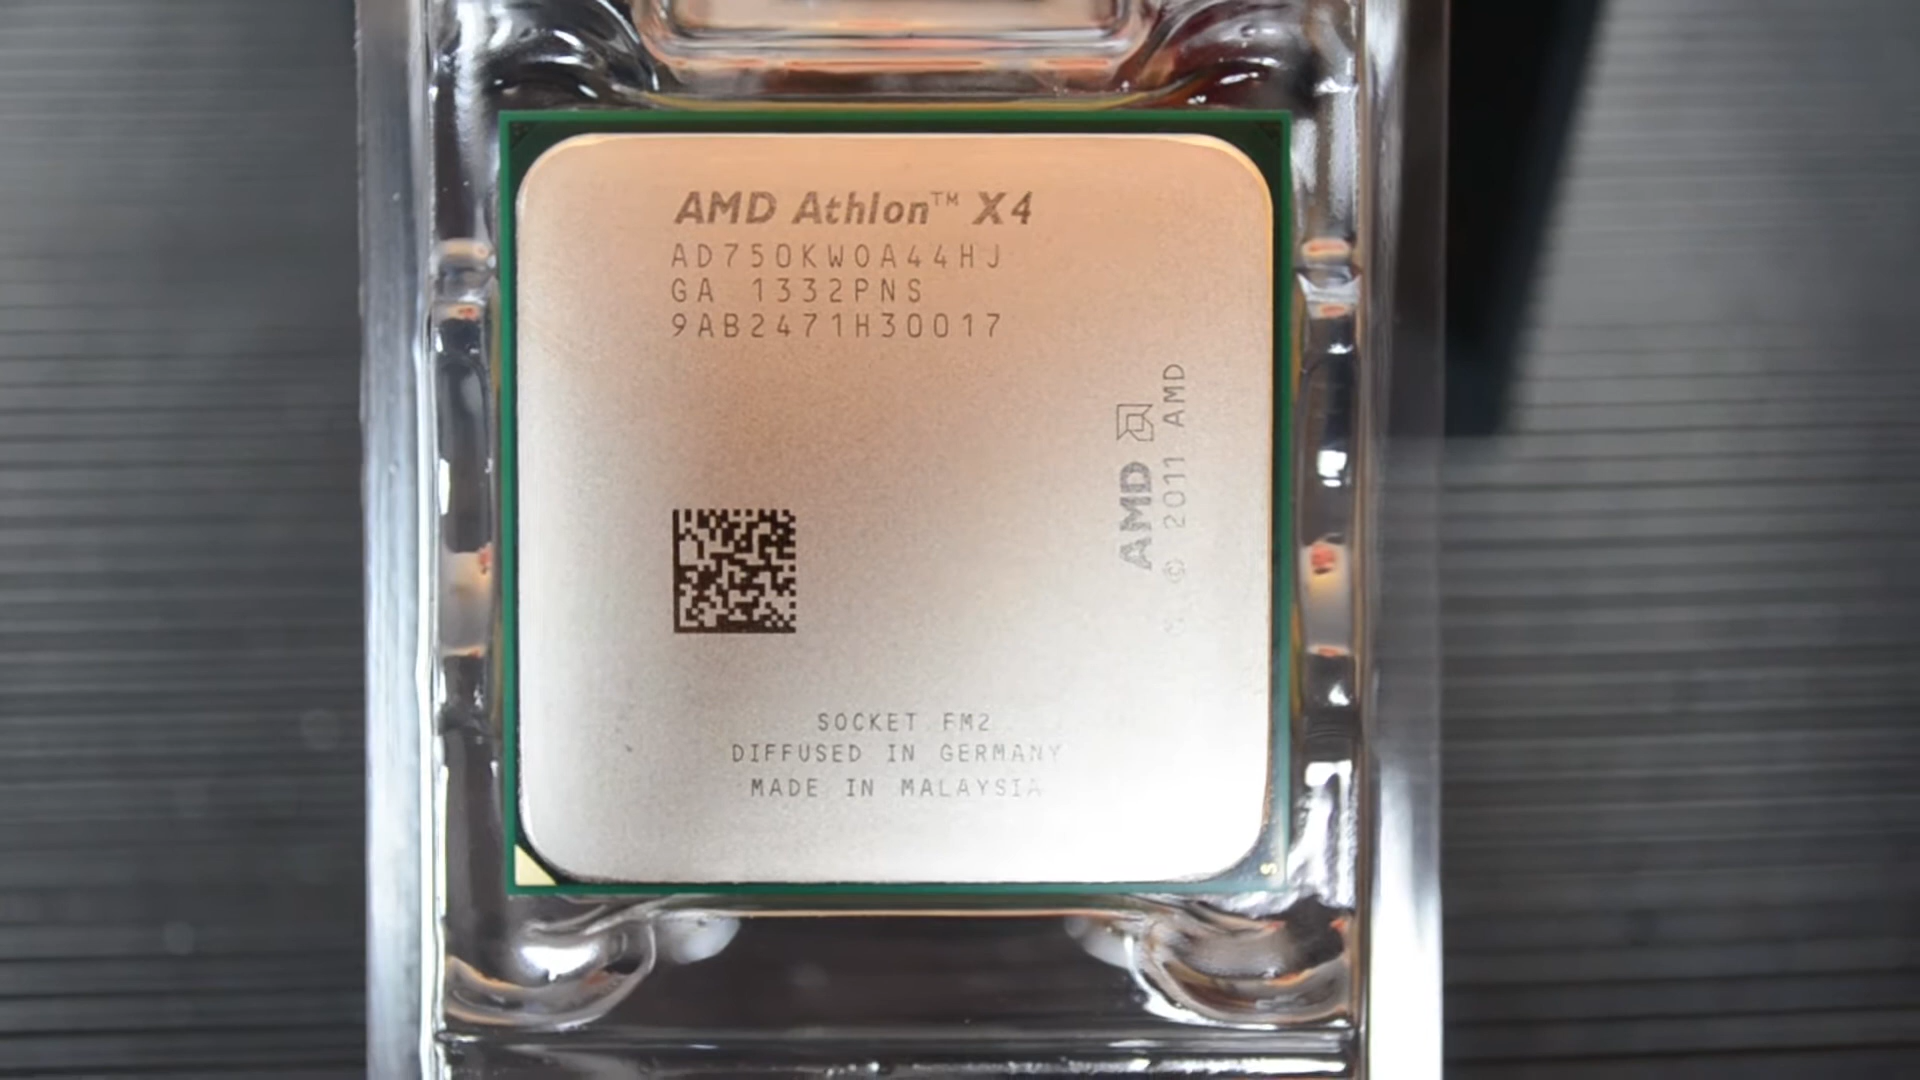 AMD Athlon™ X4
AD750KWOA44HJ
GA 1332PNS
9AB2471H30017
AMD
© 2011 AMD
SOCKET FM2
DIFFUSED IN GERMANY
MADE IN MALAYSIA
S